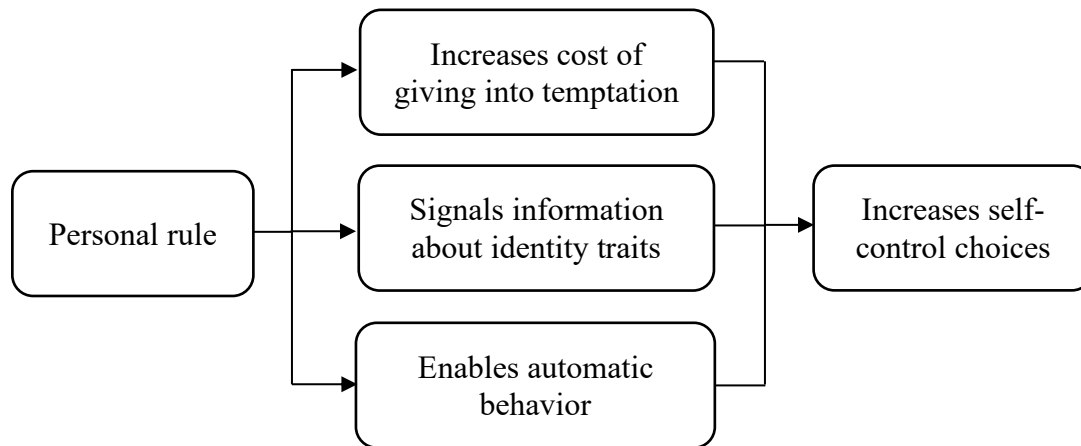 Increases cost of
giving into temptation
Personal rule
Signals information
about identity traits
Increases self-
control choices
Enables automatic
behavior